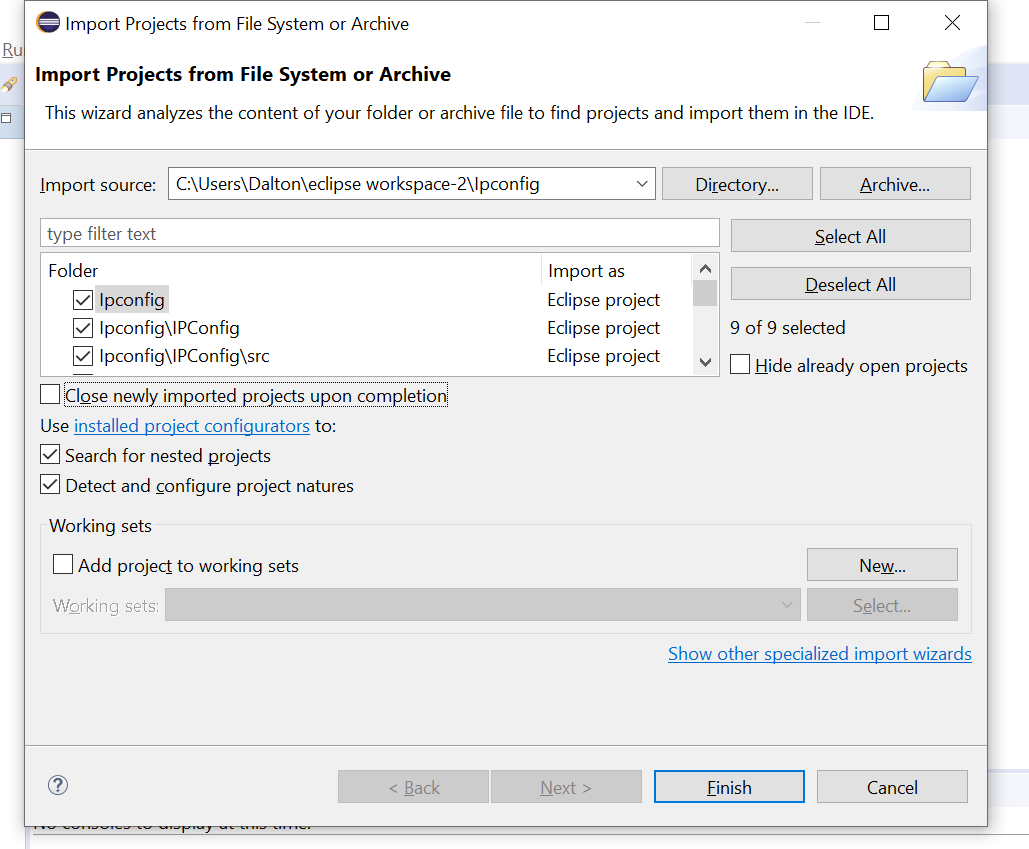 Import Projects from File System or Archive
Ru
Import Projects from File System or Archive
This wizard analyzes the content of your folder or archive file to find projects and import them in the IDE.
Import source: C:\Users\Dalton\eclipse workspace-2\Ipconfig Directory... Archive...
type filter text Select All
Folder Import as Deselect All
Ipconfig Eclipse project
Ipconfig\IPConfig Eclipse project 9 of 9 selected
Ipconfig\IPConfig\src Eclipse project Hide already open projects
Close newly imported projects upon completion
Use installed project configurators to:
Search for nested projects
Detect and configure project natures
Working sets
Add project to working sets New...
Working sets: Select...
Show other specialized import wizards
? < Back Next > Finish Cancel
No consoles to display at this time.